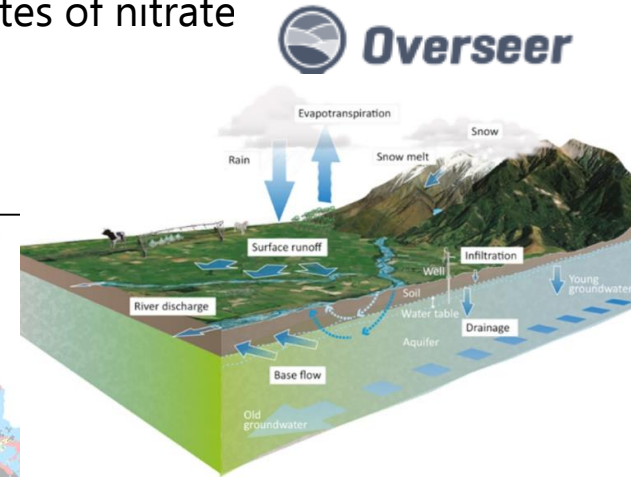 tes of nitrate
Overseer
Evapotranspiration
Snow
Rain
Snow melt
Surface runoff
Infiltration
Well
Young
groundwater
Soil
River discharge
Water table
Drainage
Aquifer
Base flow
Old
groundwater